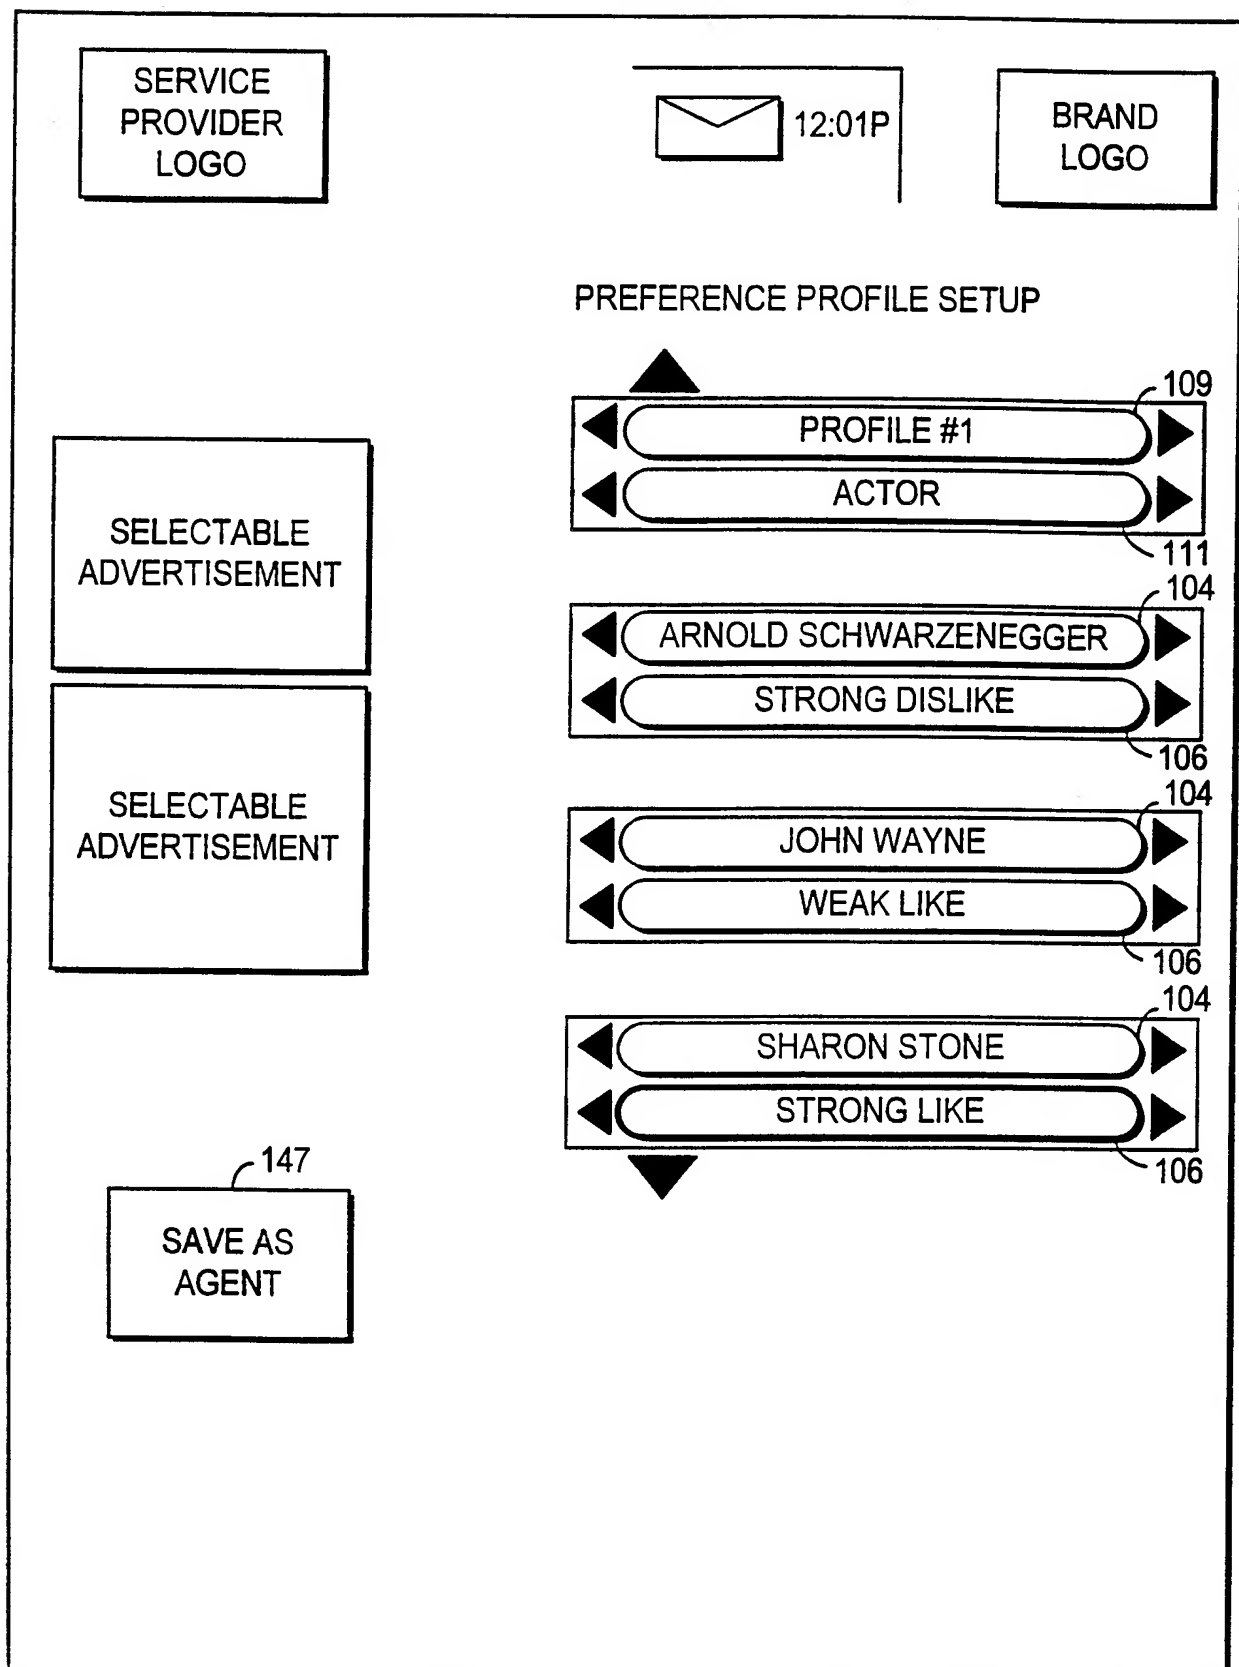 SERVICE
PROVIDER
LOGO
12:01P
BRAND
LOGO
PREFERENCE PROFILE SETUP
109
PROFILE #1
ACTOR
111
SELECTABLE
ADVERTISEMENT
104
ARNOLD SCHWARZENEGGER
STRONG DISLIKE
106
SELECTABLE
ADVERTISEMENT
104
JOHN WAYNE
WEAK LIKE
106
104
SHARON STONE
STRONG LIKE
106
147
SAVE AS
AGENT